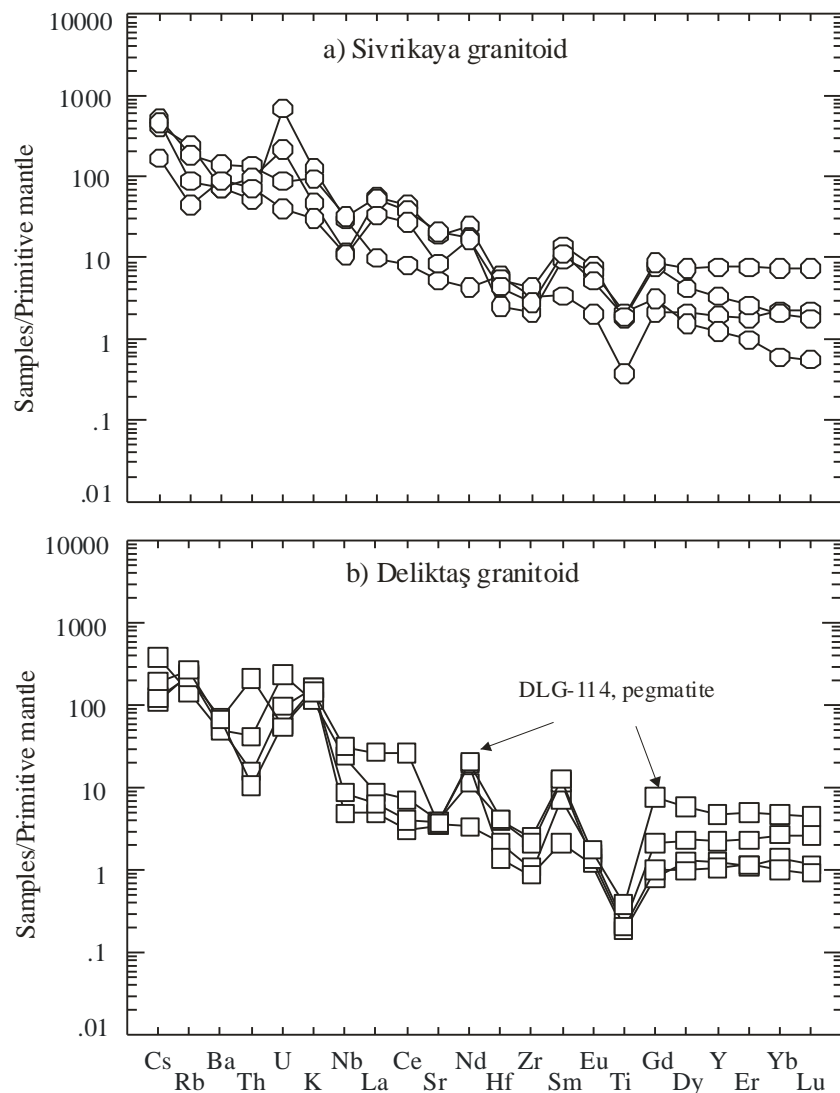 10000
a) Sivrikaya granitoid
1000
100
10
1
.1
.01
Samples/Primitive mantle
10000
b) Deliktaş granitoid
1000
DLG-114, pegmatite
100
10
1
.1
.01
Samples/Primitive mantle
Cs Ba U Nb Ce Nd Zr Eu Gd Y Yb
Rb Th K La Sr Hf Sm Ti Dy Er Lu